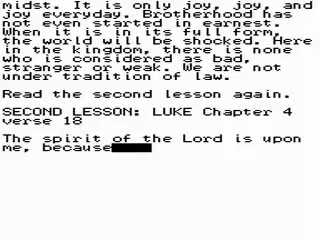 midst. It is only joy, joy, and
joy everyday. Brotherhood has
not even started in earnest.
When it is in its full form,
the world will be shocked. Here
in the kingdom, there is none
who is considered as bad,
stranger or weak. We are not
under tradition of law.
Read the second lesson again.
SECOND LESSON: LUKE Chapter 4
verse 18
The spirit of the Lord is upon
me, because